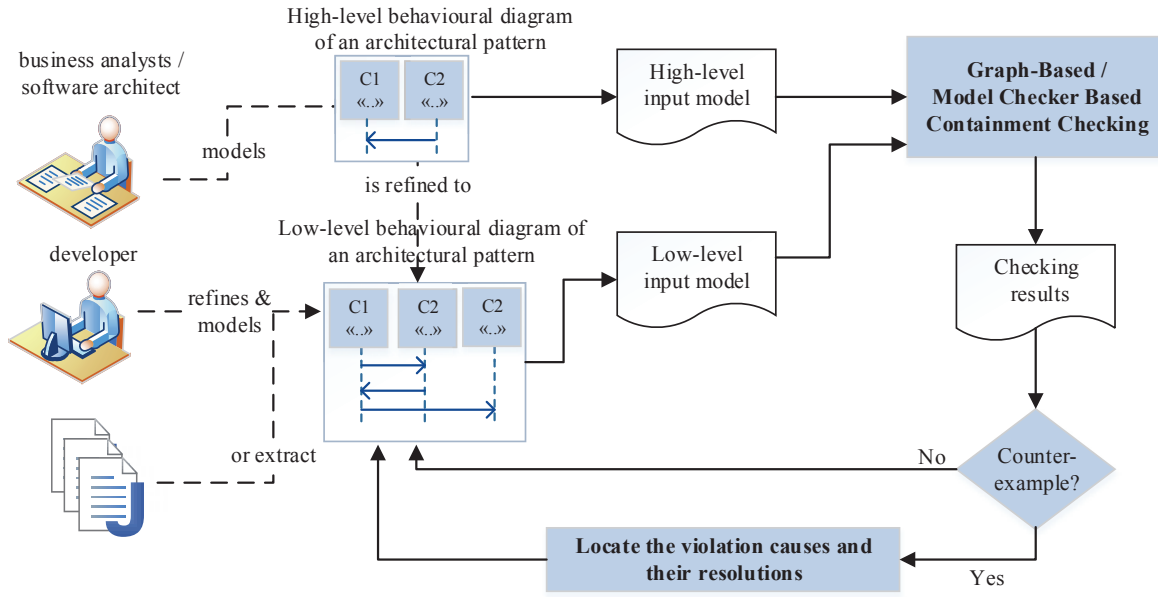 High-level behavioural diagram
of an architectural pattern
business analysts /
software architect
C1
«..»
C2
«..»
High-level
input model
Graph-Based /
Model Checker Based
Containment Checking
models
is refined to
Low-level behavioural diagram of
an architectural pattern
developer
refines &
models
C1
«..»
C2
«..»
C2
«..»
Low-level
input model
Checking
results
or extract
J
No
Counter-
example?
Locate the violation causes and
their resolutions
Yes